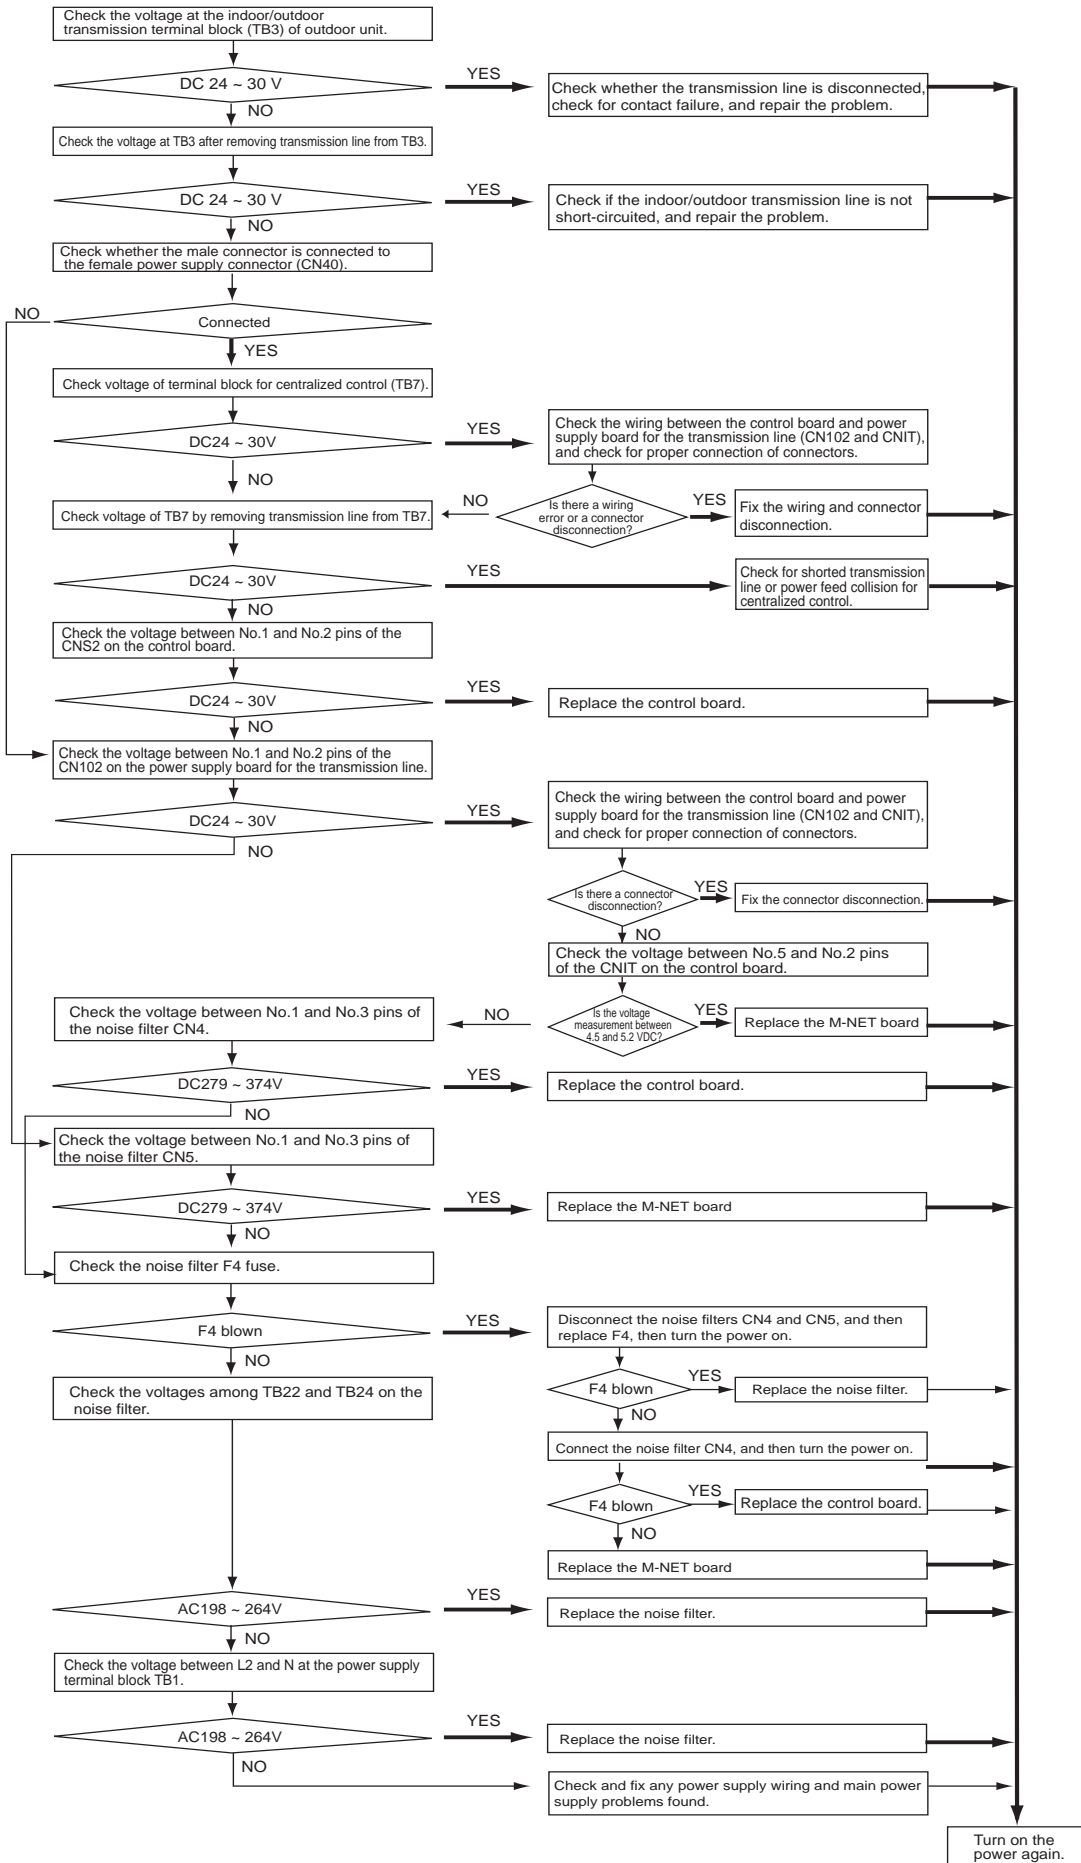 Check the voltage at the indoor/outdoor
transmission terminal block (TB3) of outdoor unit.
DC 24 ~ 30 V
YES
Check whether the transmission line is disconnected,
check for contact failure, and repair the problem.
NO
Check the voltage at TB3 after removing transmission line from TB3.
DC 24 ~ 30 V
YES
Check if the indoor/outdoor transmission line is not
short-circuited, and repair the problem.
NO
Check whether the male connector is connected to
the female power supply connector (CN40).
NO
Connected
YES
Check voltage of terminal block for centralized control (TB7).
DC24 ~ 30V
YES
Check the wiring between the control board and power
supply board for the transmission line (CN102 and CNIT),
and check for proper connection of connectors.
NO
Check voltage of TB7 by removing transmission line from TB7.
NO
Is there a wiring
error or a connector
disconnection?
YES
Fix the wiring and connector
disconnection.
DC24 ~ 30V
YES
Check for shorted transmission
line or power feed collision for
centralized control.
NO
Check the voltage between No.1 and No.2 pins of the
CNS2 on the control board.
DC24 ~ 30V
YES
Replace the control board.
NO
Check the voltage between No.1 and No.2 pins of the
CN102 on the power supply board for the transmission line.
DC24 ~ 30V
YES
Check the wiring between the control board and power
supply board for the transmission line (CN102 and CNIT),
and check for proper connection of connectors.
NO
Is there a connector
disconnection?
YES
Fix the connector disconnection.
NO
Check the voltage between No.5 and No.2 pins
of the CNIT on the control board.
Check the voltage between No.1 and No.3 pins of
the noise filter CN4.
NO
Is the voltage
measurement between
4.5 and 5.2 VDC?
YES
Replace the M-NET board
DC279 ~ 374V
YES
Replace the control board.
NO
Check the voltage between No.1 and No.3 pins of
the noise filter CN5.
DC279 ~ 374V
YES
Replace the M-NET board
NO
Check the noise filter F4 fuse.
F4 blown
YES
Disconnect the noise filters CN4 and CN5, and then
replace F4, then turn the power on.
NO
Check the voltages among TB22 and TB24 on the
noise filter.
F4 blown
YES
Replace the noise filter.
NO
Connect the noise filter CN4, and then turn the power on.
F4 blown
YES
Replace the control board.
NO
Replace the M-NET board
AC198 ~ 264V
YES
Replace the noise filter.
NO
Check the voltage between L2 and N at the power supply
terminal block TB1.
AC198 ~ 264V
YES
Replace the noise filter.
NO
Check and fix any power supply wiring and main power
supply problems found.
Turn on the
power again.